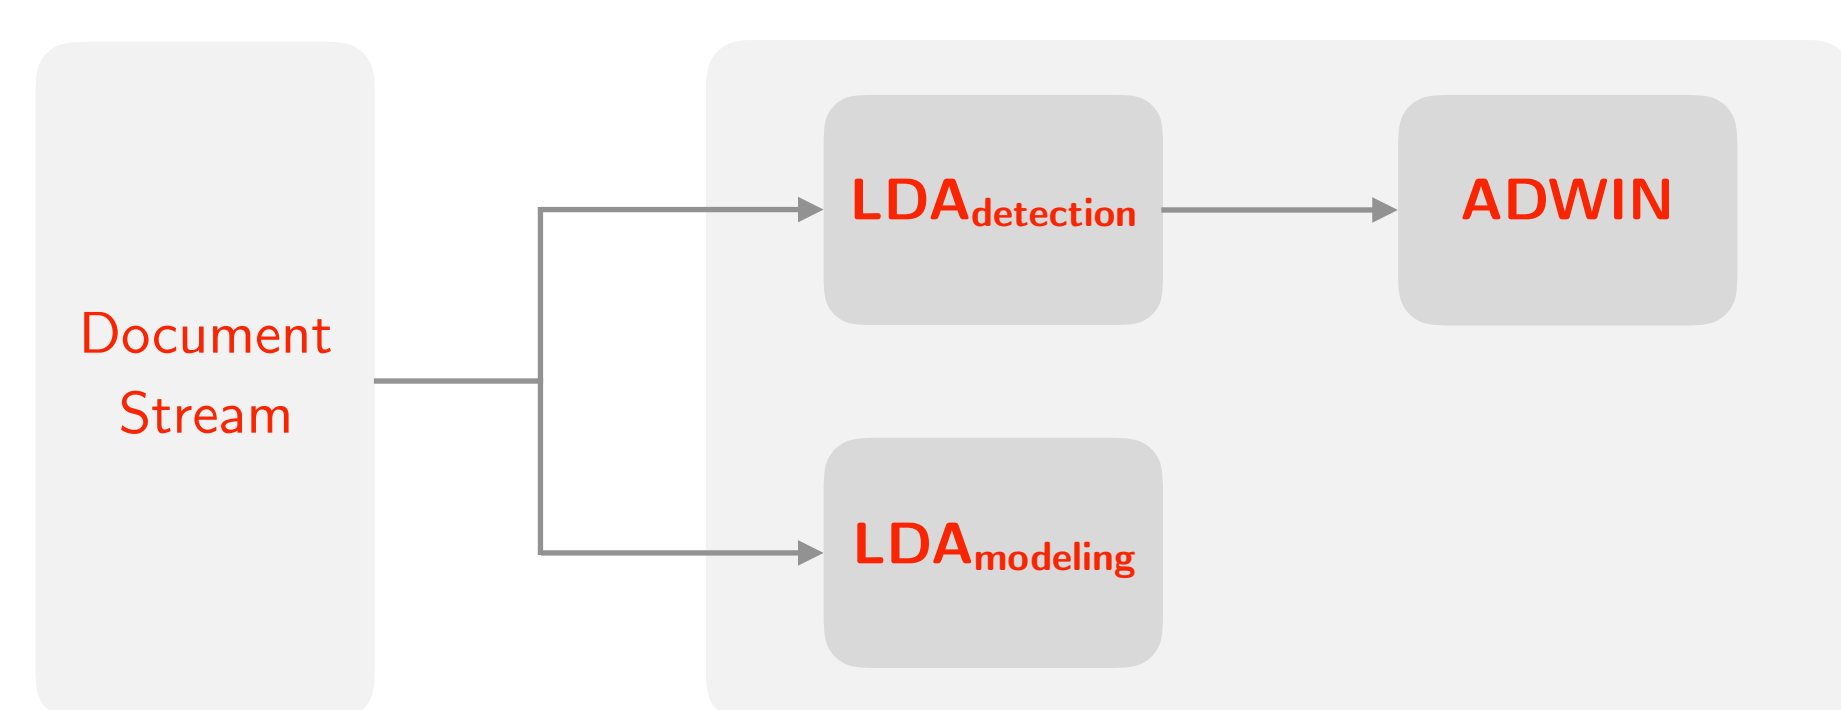 Document
Stream
LDAdetection
ADWIN
LDAmodeling